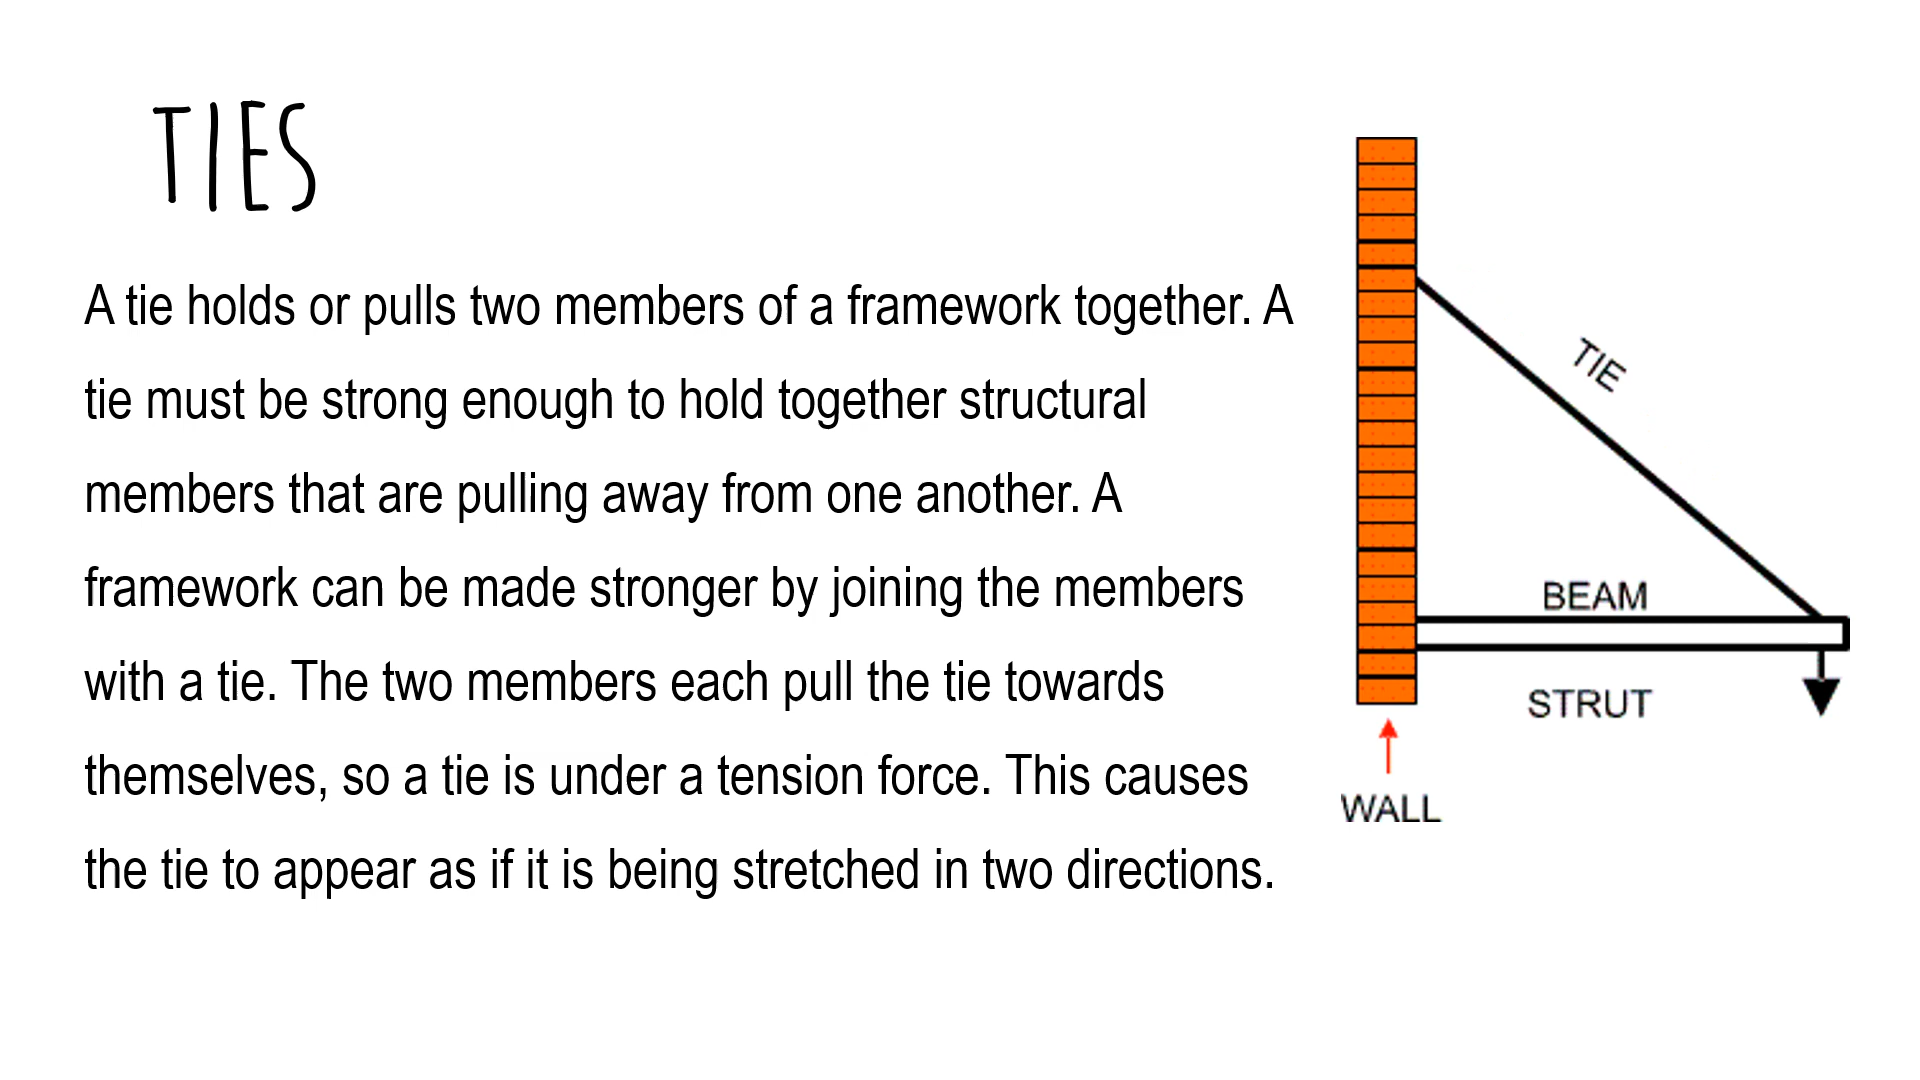 TIES
A tie holds or pulls two members of a framework together. A
tie must be strong enough to hold together structural
members that are pulling away from one another. A
framework can be made stronger by joining the members
with a tie. The two members each pull the tie towards
themselves, so a tie is under a tension force. This causes
the tie to appear as if it is being stretched in two directions.
TIE
BEAM
STRUT
WALL